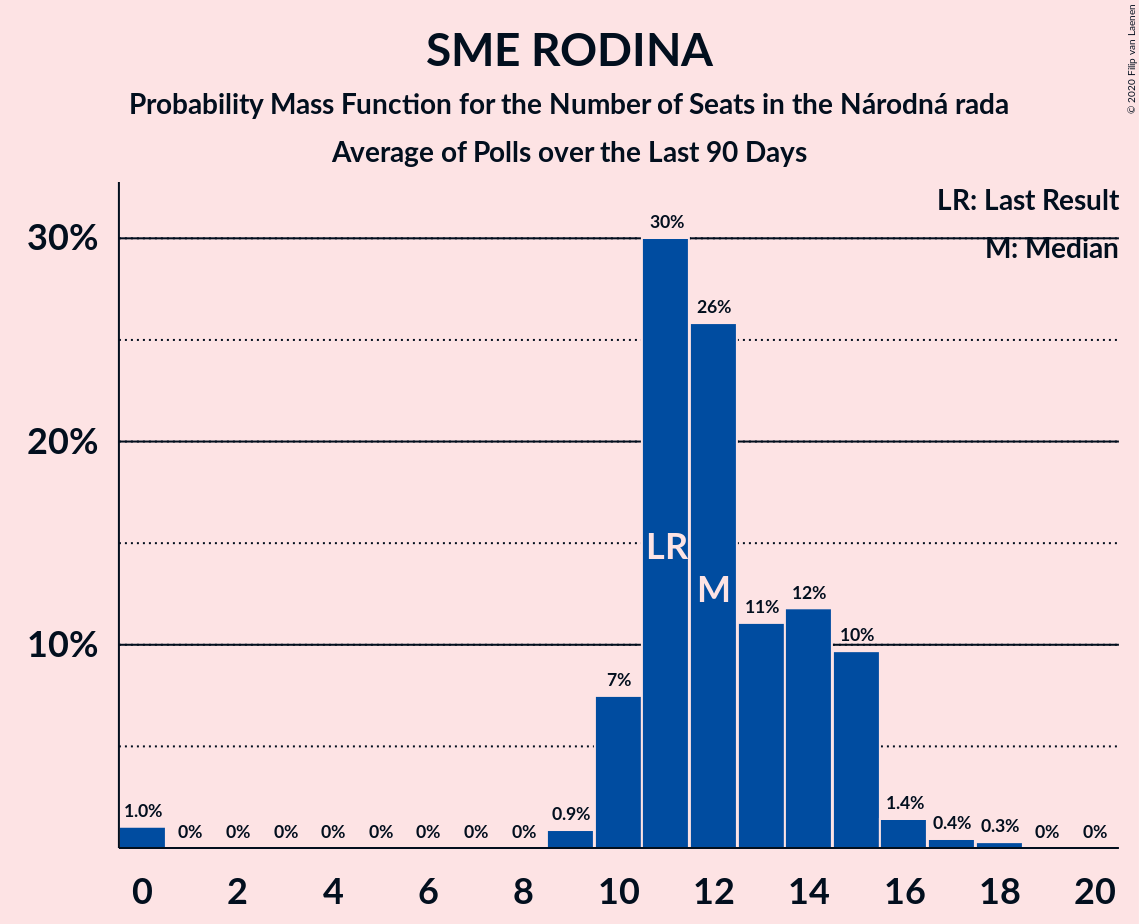 © 2020 Filip van Laenen
SME RODINA
Probability Mass Function for the Number of Seats in the Národná rada
Average of Polls over the Last 90 Days
LR: Last Result
M: Median
30%
20%
10%
1.0% 0% 0% 0% 0% 0% 0% 0% 0% 0.9% 7% 30% 26% 11% 12% 10% 1.4% 0.4% 0.3% 0% 0%
LR
M
0 2 4 6 8 10 12 14 16 18 20